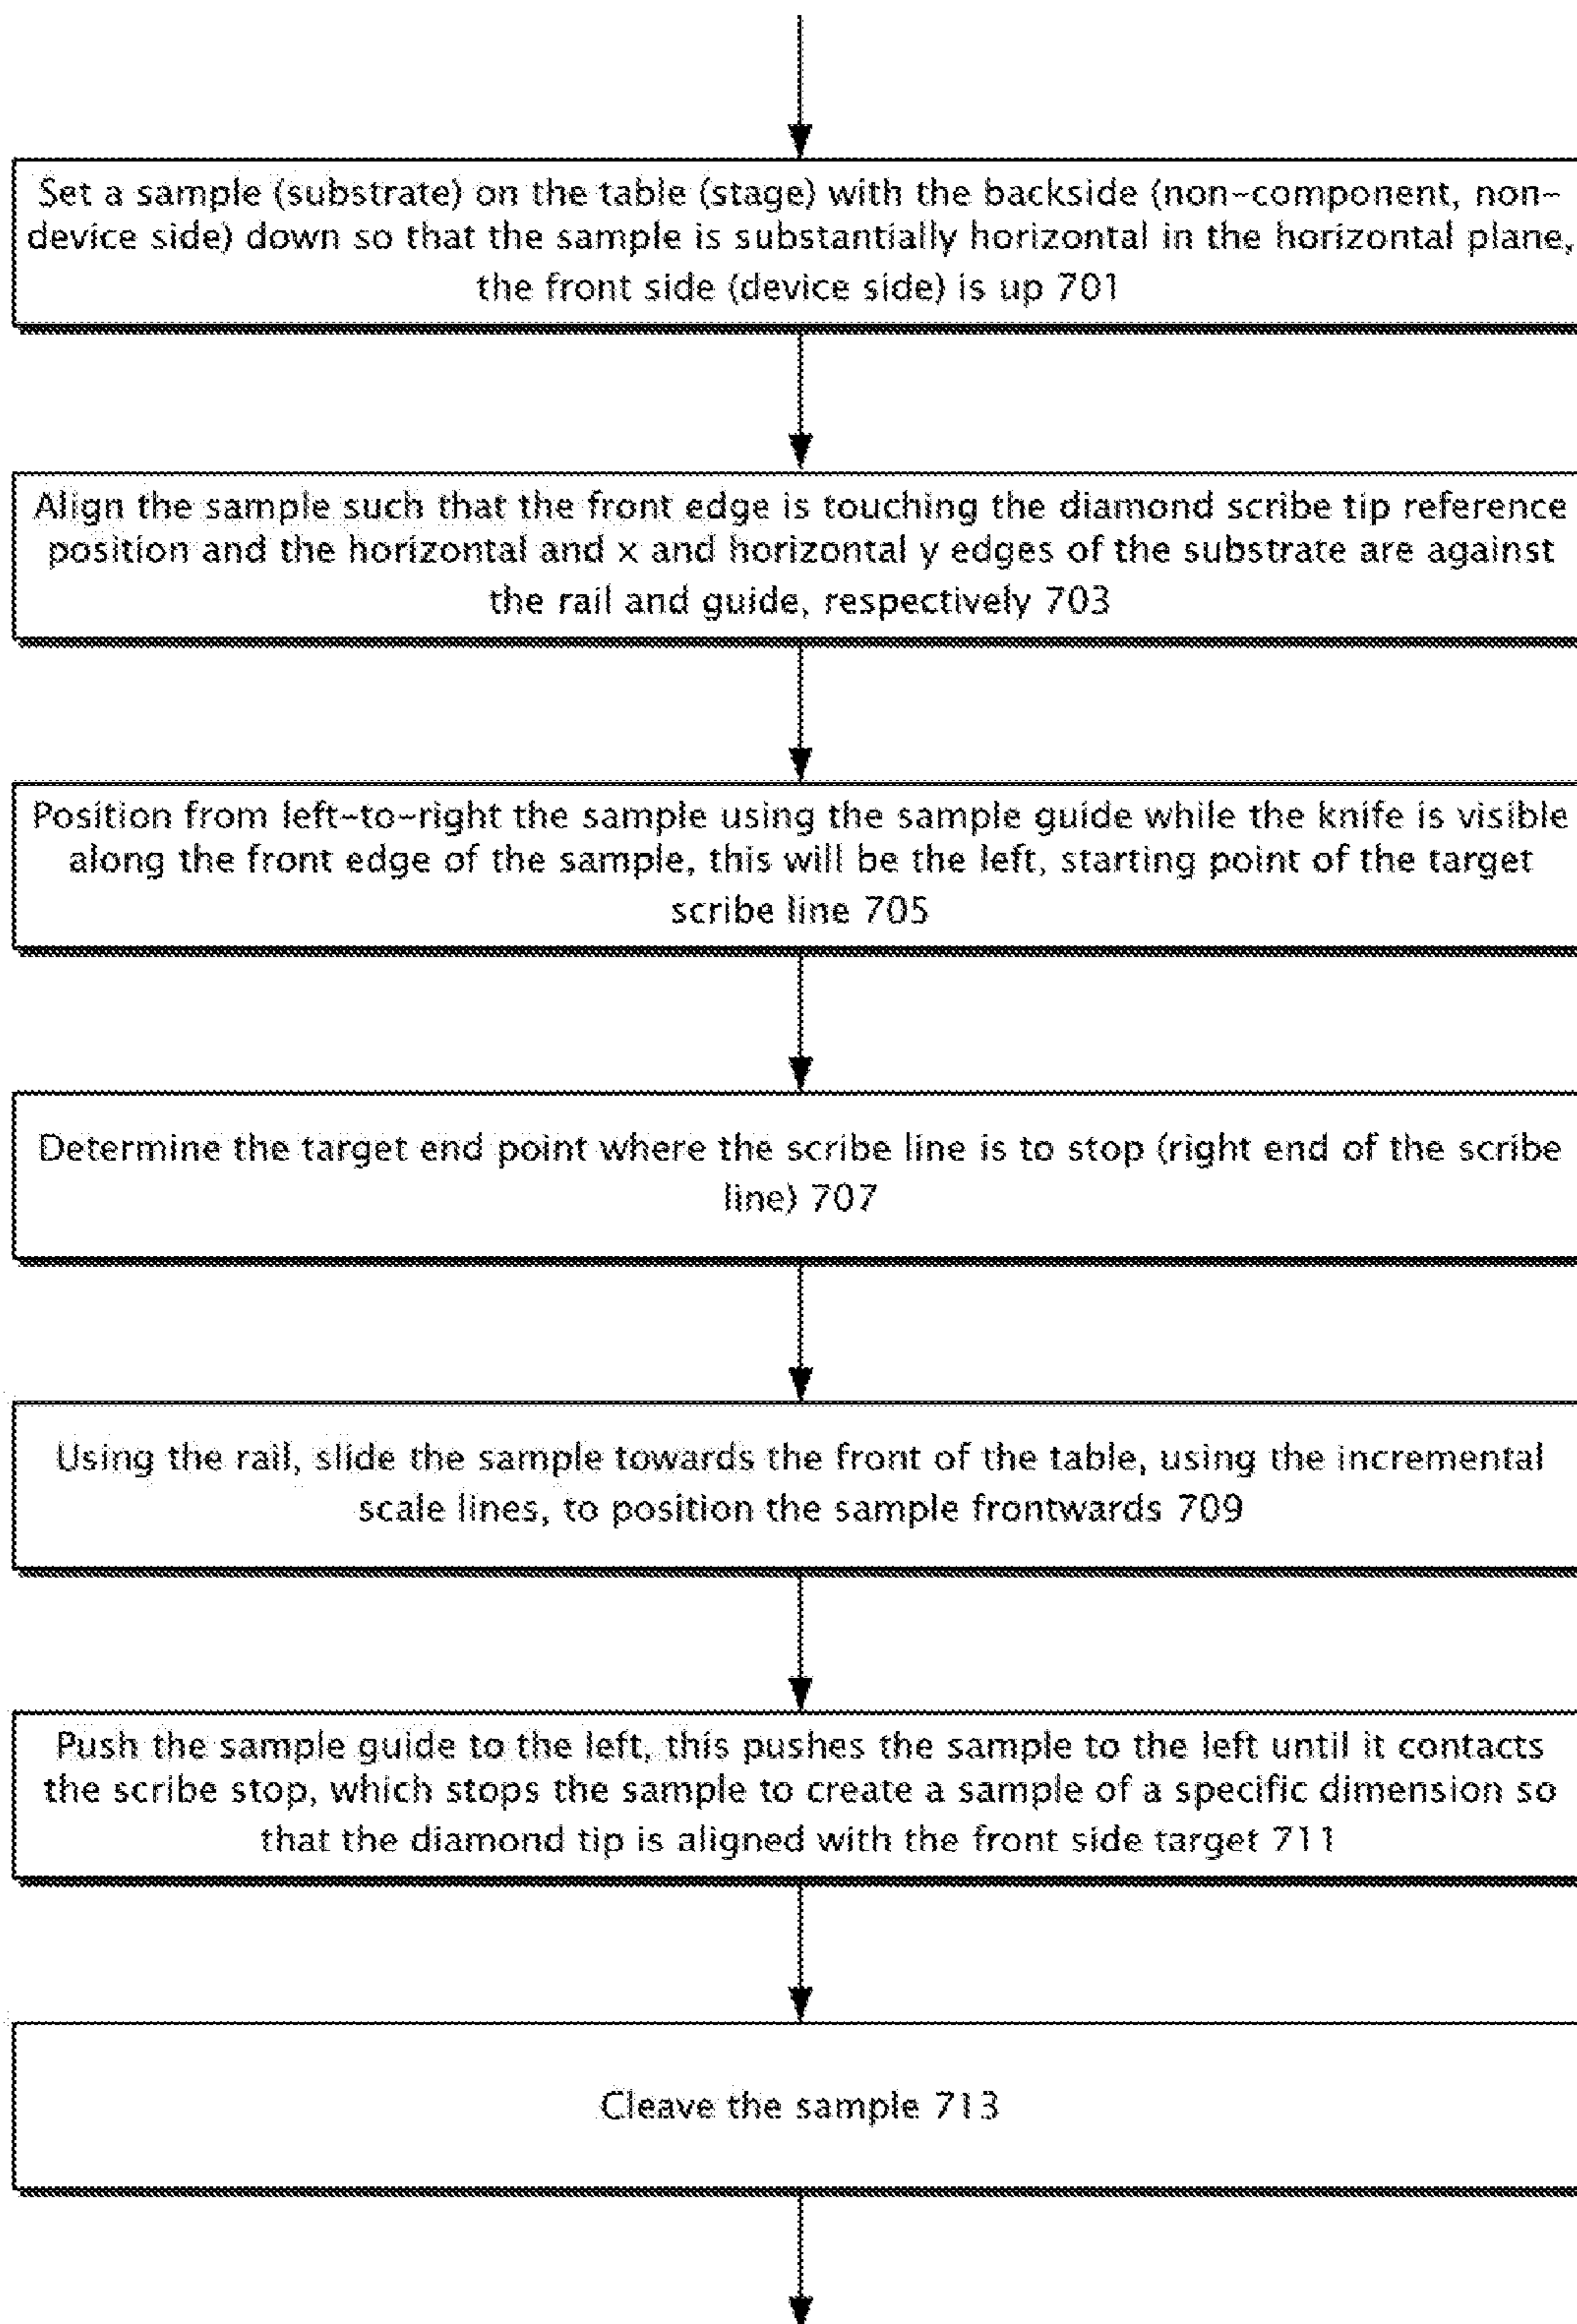 Set a sample (substrate) on the table (stage) with the backside (non-component, non-
device side) down so that the sample is substantially horizontal in the horizontal plane,
the front side (device side) is up 701
Align the sample such that the front edge is touching the diamond scribe tip reference
position and the horizontal and x and horizontal y edges of the substrate are against
the rail and guide, respectively 703
Position from left-to-right the sample using the sample guide while the knife is visible
along the front edge of the sample, this will be the left, starting point of the target
scribe line 705
Determine the target end point where the scribe line is to stop (right end of the scribe
line) 707
Using the rail, slide the sample towards the front of the table, using the incremental
scale lines, to position the sample frontwards 709
Push the sample guide to the left, this pushes the sample to the left until it contacts
the scribe stop, which stops the sample to create a sample of a specific dimension so
that the diamond tip is aligned with the front side target 711
Cleave the sample 713